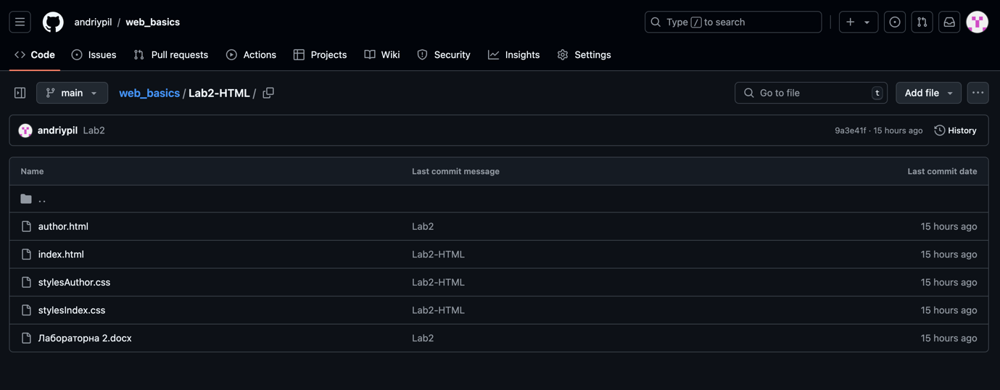 andriypil / web_basics Type / to search
Code Issues Pull requests Actions Projects Wiki Security Insights Settings
main web_basics / Lab2-HTML / Go to file t Add file
andriypil Lab2 9a3e41f · 15 hours ago History
Name Last commit message Last commit date
..
author.html Lab2 15 hours ago
index.html Lab2-HTML 15 hours ago
stylesAuthor.css Lab2-HTML 15 hours ago
stylesIndex.css Lab2-HTML 15 hours ago
Лабораторна 2.docx Lab2 15 hours ago